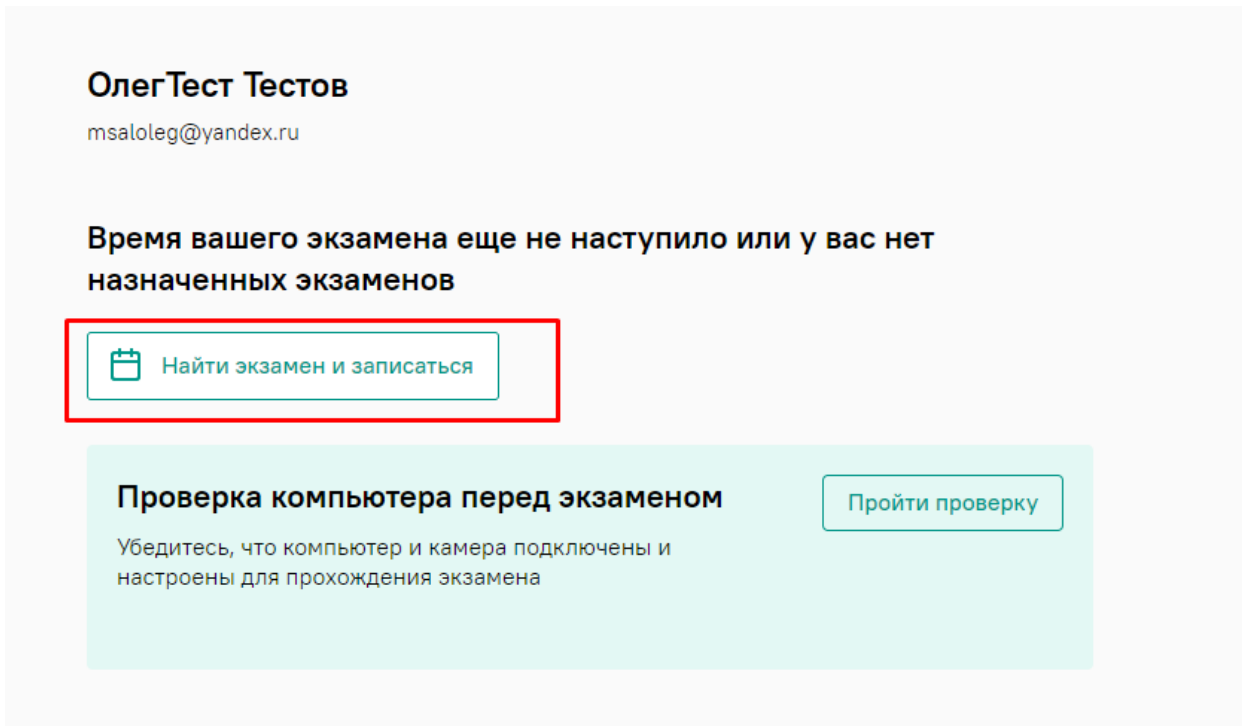 ОлегТест Тестов
msaloleg@yandex.ru
Время вашего экзамена еще не наступило или у вас нет
назначенных экзаменов
Найти экзамен и записаться
Проверка компьютера перед экзаменом
Пройти проверку
Убедитесь, что компьютер и камера подключены и
настроены для прохождения экзамена